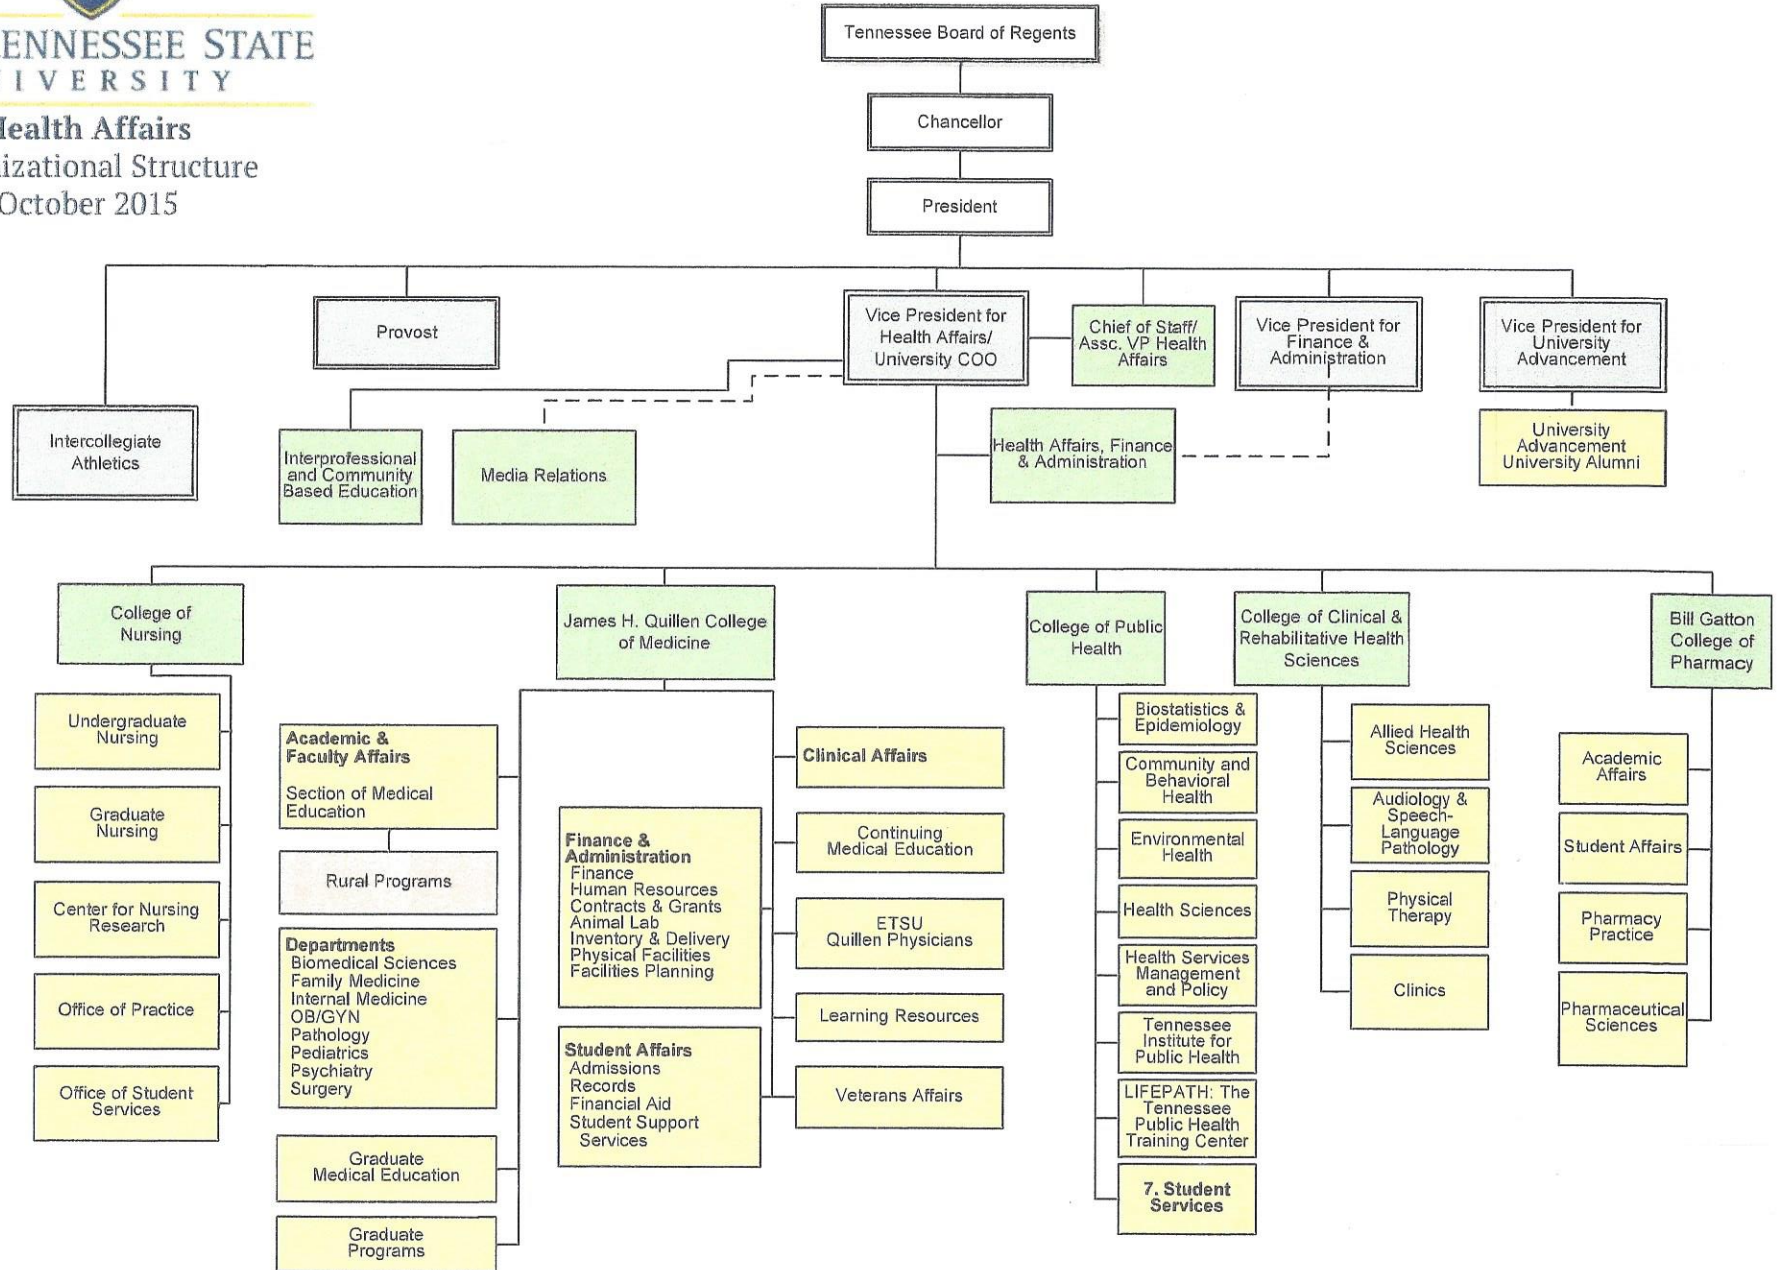 ENNESSEE STATE
IVERSITY
Health Affairs
izational Structure
October 2015
Tennessee Board of Regents
Chancellor
President
Intercollegiate
Athletics
Provost
Vice President for
Health Affairs/
University COO
Chief of Staff/
Assc. VP Health
Affairs
Vice President for
Finance &
Administration
Vice President for
University
Advancement
University
Advancement
University Alumni
Interprofessional
and Community
Based Education
Media Relations
Health Affairs, Finance
& Administration
College of
Nursing
Undergraduate
Nursing
Graduate
Nursing
Center for Nursing
Research
Office of Practice
Office of Student
Services
James H. Quillen College
of Medicine
Academic &
Faculty Affairs
Section of Medical
Education
Rural Programs
Departments
Biomedical Sciences
Family Medicine
Internal Medicine
OB/GYN
Pathology
Pediatrics
Psychiatry
Surgery
Graduate
Medical Education
Graduate
Programs
Finance &
Administration
Finance
Human Resources
Contracts & Grants
Animal Lab
Inventory & Delivery
Physical Facilities
Facilities Planning
Student Affairs
Admissions
Records
Financial Aid
Student Support
Services
Clinical Affairs
Continuing
Medical Education
ETSU
Quillen Physicians
Learning Resources
Veterans Affairs
College of Public
Health
Biostatistics &
Epidemiology
Community and
Behavioral
Health
Environmental
Health
Health Sciences
Health Services
Management
and Policy
Tennessee
Institute for
Public Health
LIFEPATH: The
Tennessee
Public Health
Training Center
7. Student
Services
College of Clinical &
Rehabilitative Health
Sciences
Allied Health
Sciences
Audiology &
Speech-
Language
Pathology
Physical
Therapy
Clinics
Bill Gatton
College of
Pharmacy
Academic
Affairs
Student Affairs
Pharmacy
Practice
Pharmaceutical
Sciences